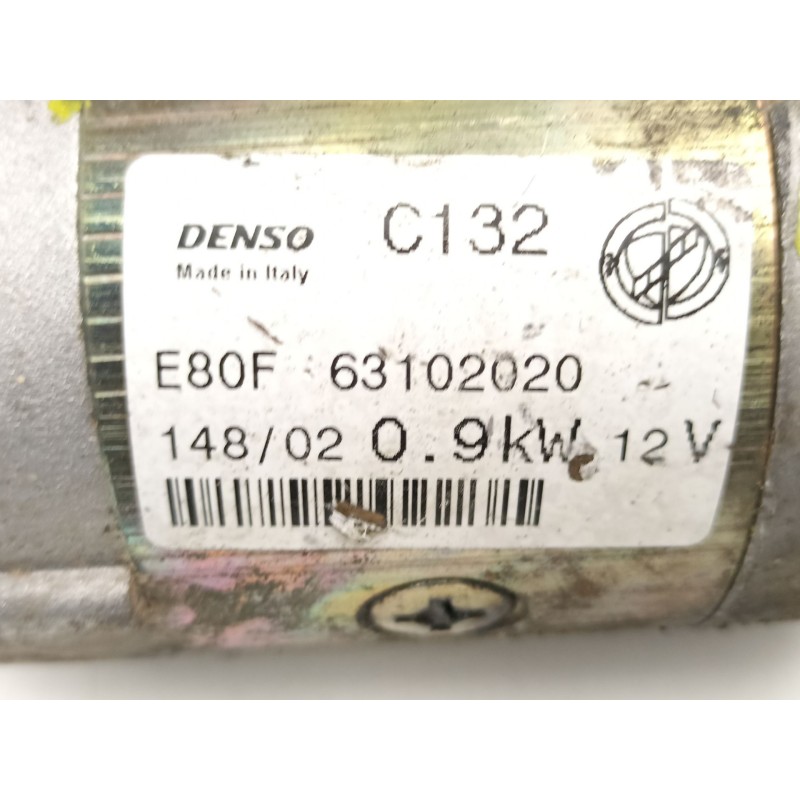 DENSO C132
Made in Italy
E80F 63102020
148/02 0.9kW 12V